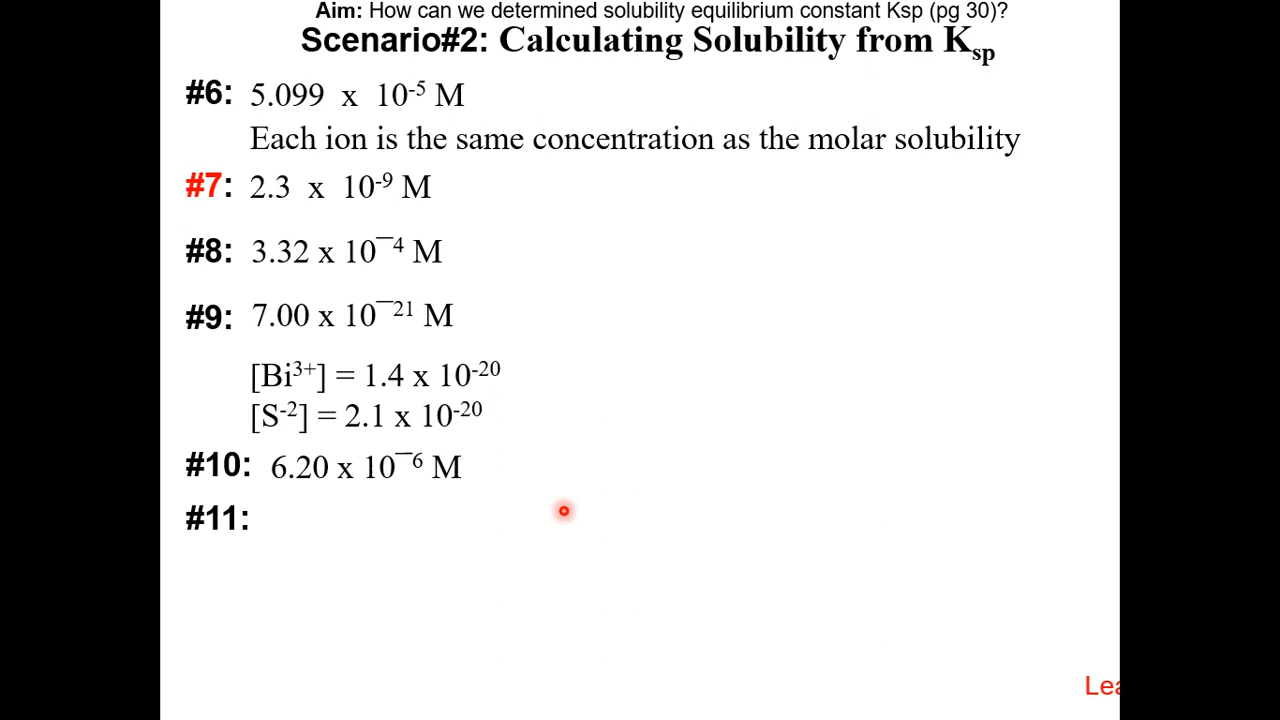 Aim: How can we determined solubility equilibrium constant Ksp (pg 30)?
Scenario#2: Calculating Solubility from Ksp
#6: 5.099 x 10⁻⁵ M
Each ion is the same concentration as the molar solubility
#7: 2.3 x 10⁻⁹ M
#8: 3.32 x 10¯⁴ M
#9: 7.00 x 10¯²¹ M
[Bi³⁺] = 1.4 x 10⁻²⁰
[S⁻²] = 2.1 x 10⁻²⁰
#10: 6.20 x 10¯⁶ M
#11: